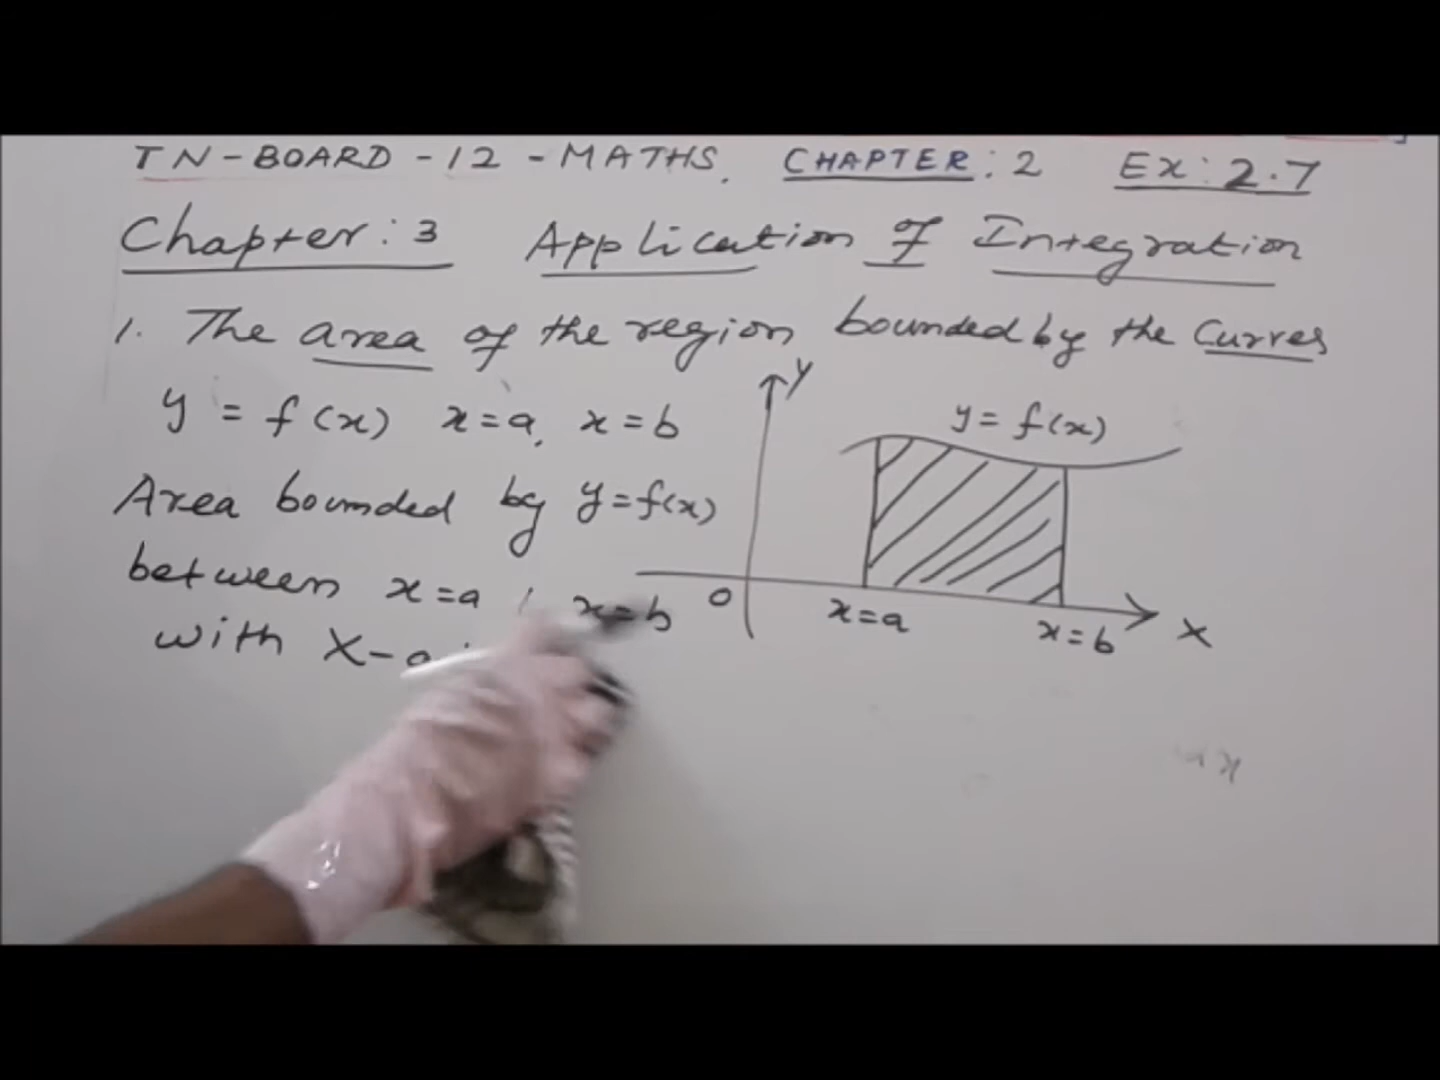 TN-BOARD-12-MATHS. CHAPTER: 2 EX: 2.7
Chapter: 3 Application of Integration
1. The area of the region bounded by the Curves
y = f(x) x=a, x=b
Area bounded by y=f(x)
between x=a, x=b
with X-
Y
y = f(x)
O
x=a
x=b
X